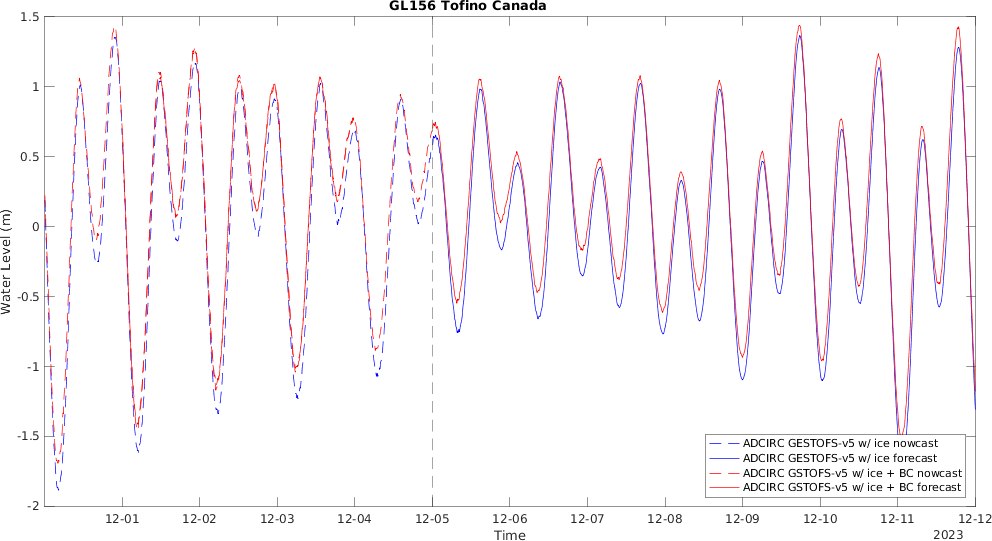 GL156 Tofino Canada
1.5
1
0.5
0
-0.5
-1
-1.5
-2
Water Level (m)
ADCIRC GESTOFS-v5 w/ ice nowcast
ADCIRC GESTOFS-v5 w/ ice forecast
ADCIRC GSTOFS-v5 w/ ice + BC nowcast
ADCIRC GSTOFS-v5 w/ ice + BC forecast
12-01 12-02 12-03 12-04 12-05 12-06 12-07 12-08 12-09 12-10 12-11 12-12
Time
2023